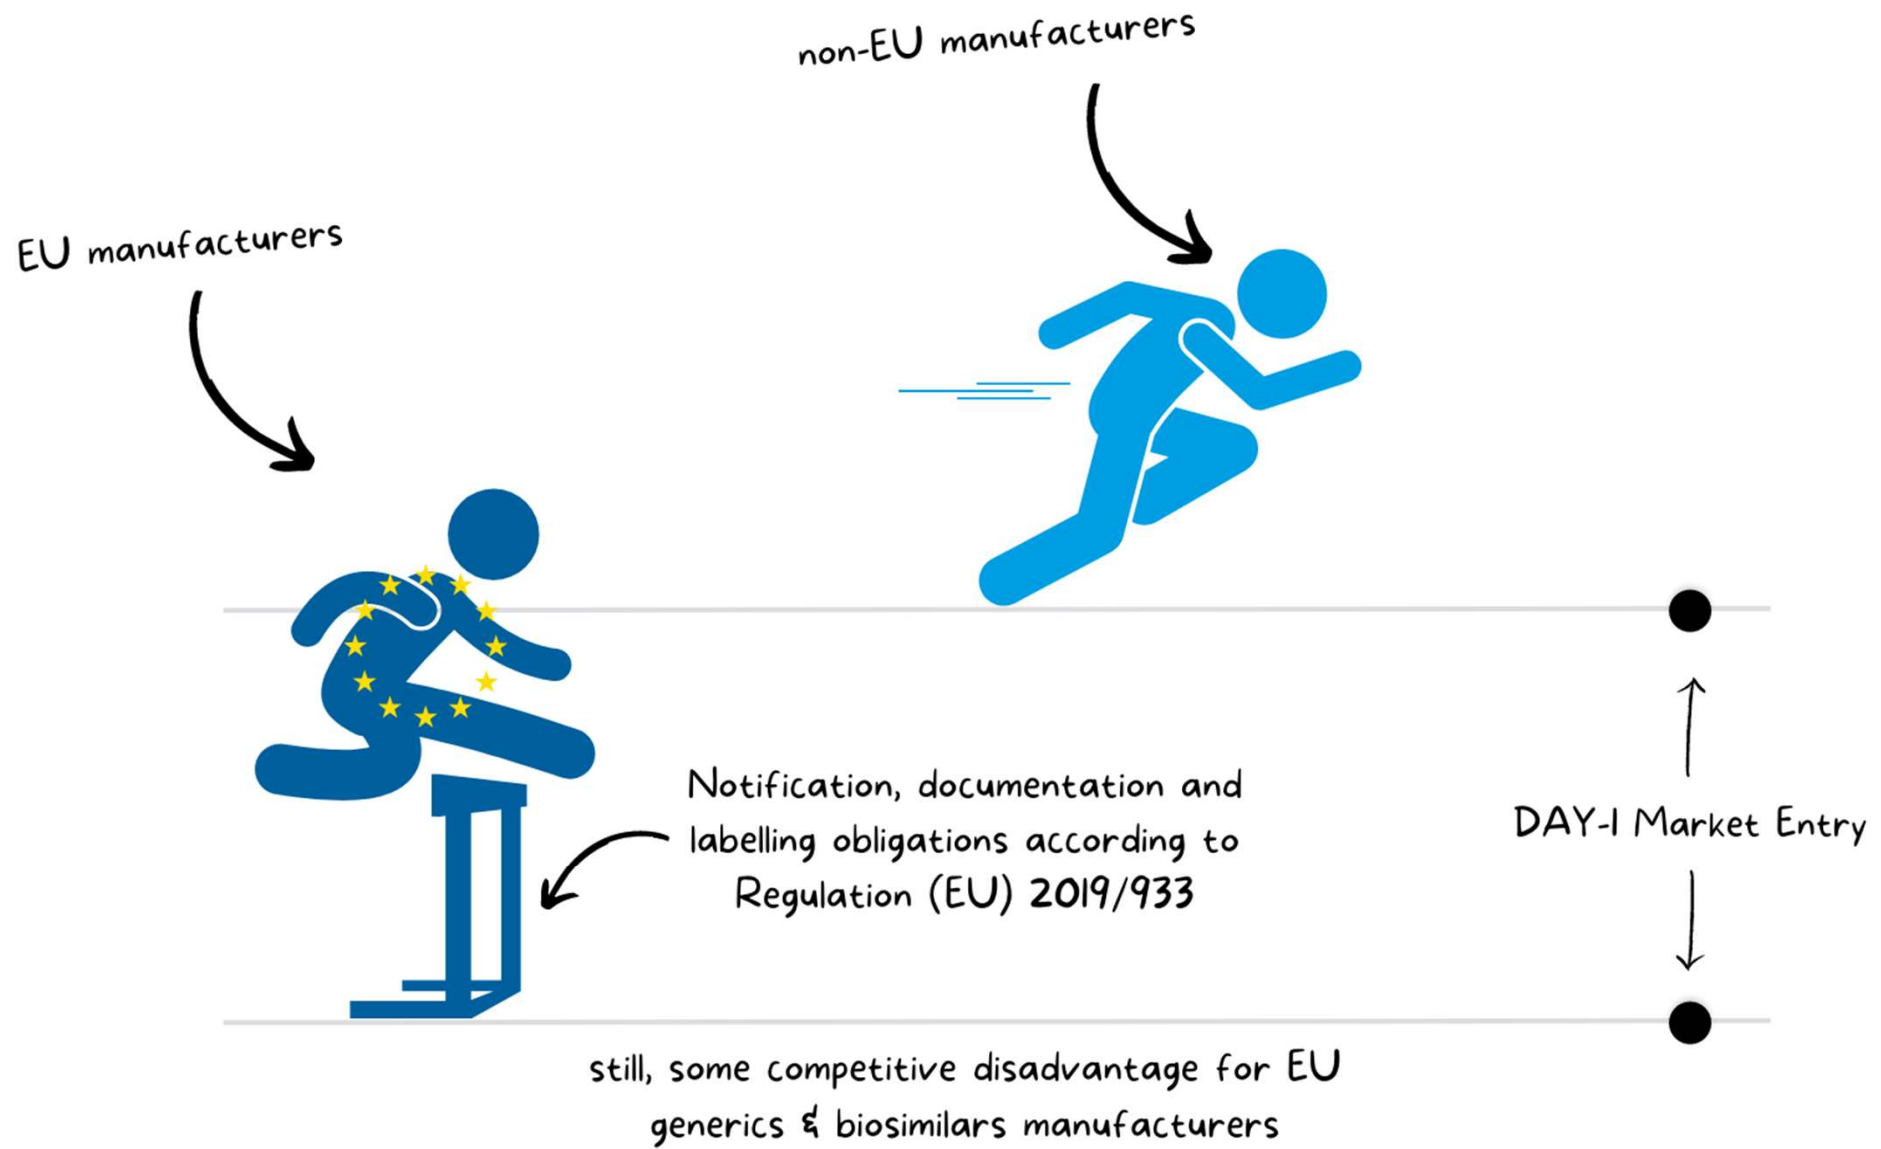 non-EU manufacturers
EU manufacturers
Notification, documentation and
labelling obligations according to
Regulation (EU) 2019/933
DAY-1 Market Entry
still, some competitive disadvantage for EU
generics & biosimilars manufacturers